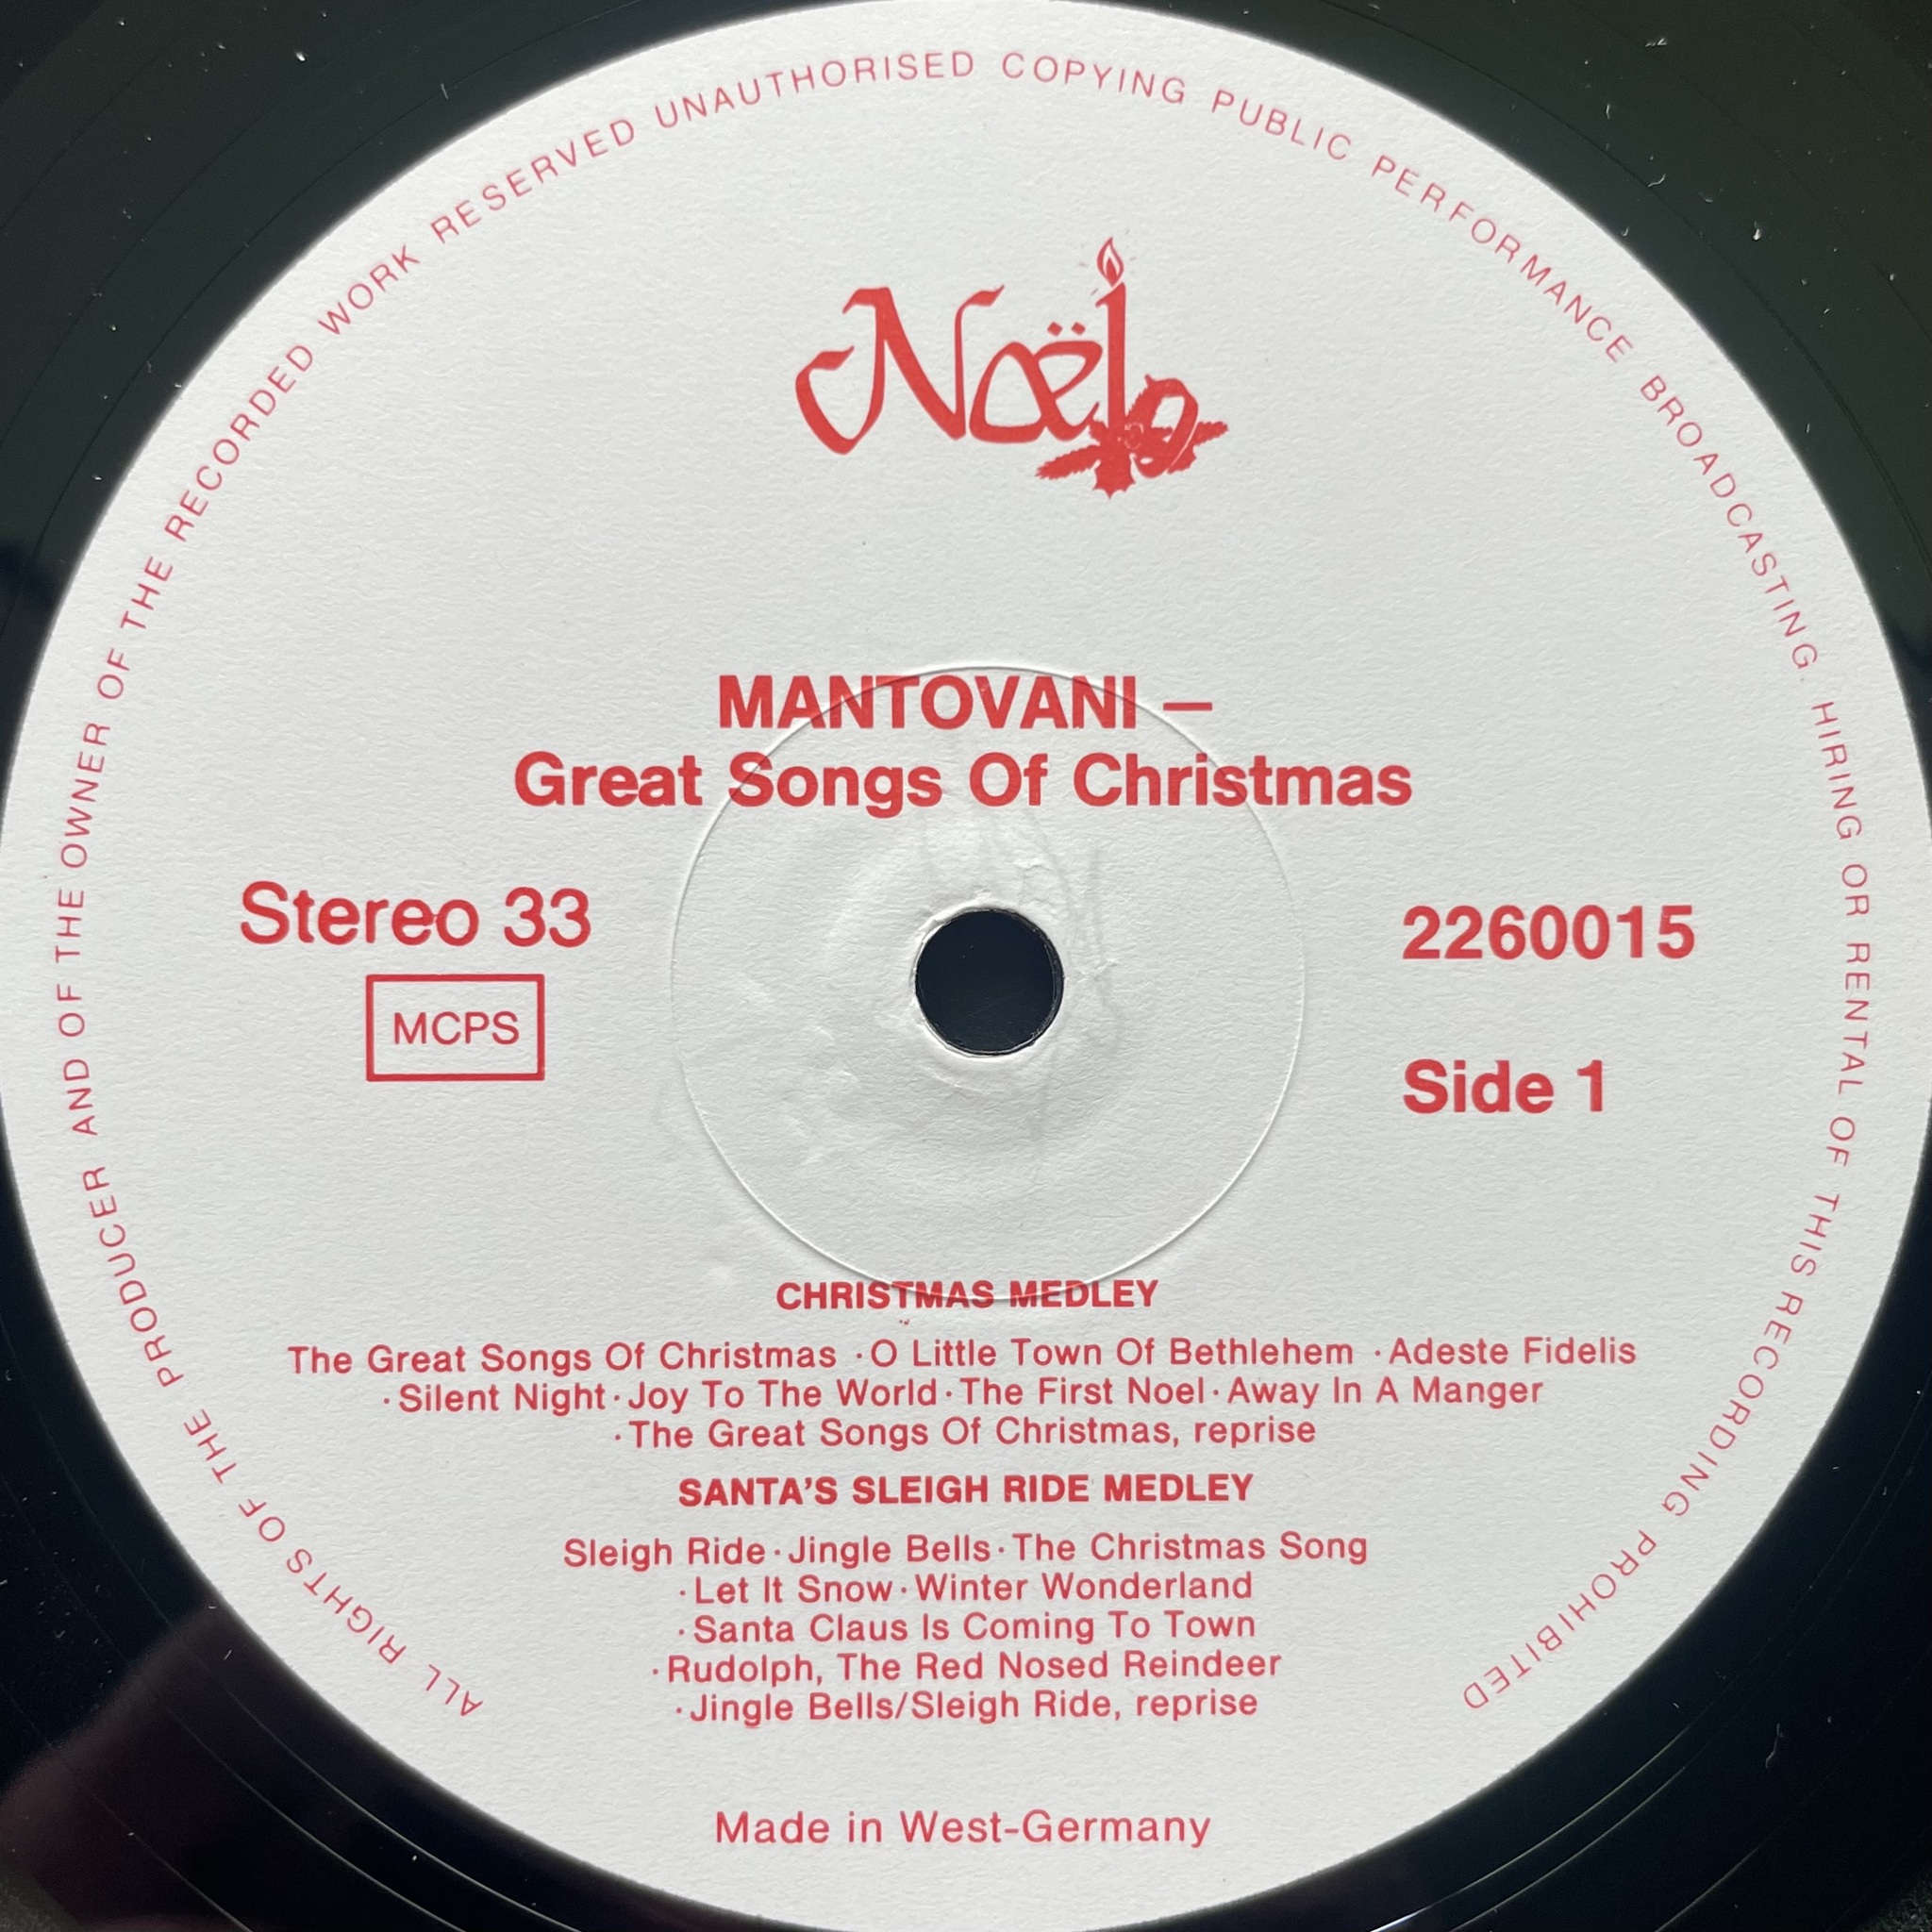 ALL RIGHTS OF THE PRODUCER AND OF THE OWNER OF THE RECORDED WORK RESERVED UNAUTHORISED COPYING PUBLIC PERFORMANCE BROADCASTING. HIRING OR RENTAL OF THIS RECORDING PROHIBITED
Noël
MANTOVANI –
Great Songs Of Christmas
Stereo 33
MCPS
2260015
Side 1
CHRISTMAS MEDLEY
The Great Songs Of Christmas ·O Little Town Of Bethlehem ·Adeste Fidelis
·Silent Night·Joy To The World·The First Noel·Away In A Manger
·The Great Songs Of Christmas, reprise
SANTA'S SLEIGH RIDE MEDLEY
Sleigh Ride·Jingle Bells·The Christmas Song
·Let It Snow·Winter Wonderland
·Santa Claus Is Coming To Town
·Rudolph, The Red Nosed Reindeer
·Jingle Bells/Sleigh Ride, reprise
Made in West-Germany